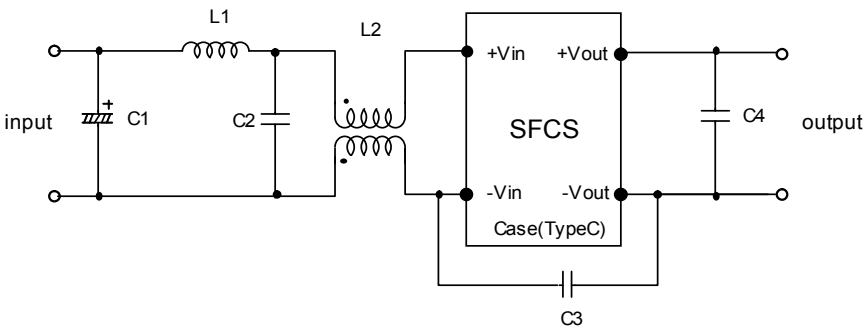 L1
L2
+Vin
+Vout
input
+
C1
C2
SFCS
C4
output
-Vin
-Vout
Case(TypeC)
C3